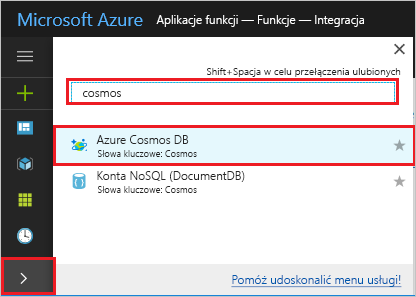 Microsoft Azure Aplikacje funkcji — Funkcje — Integracja
Shift+Spacja w celu przełączenia ulubionych
cosmos
Azure Cosmos DB
Słowa kluczowe: Cosmos
Konta NoSQL (DocumentDB)
Słowa kluczowe: Cosmos
Pomóż udoskonalić menu usługi!